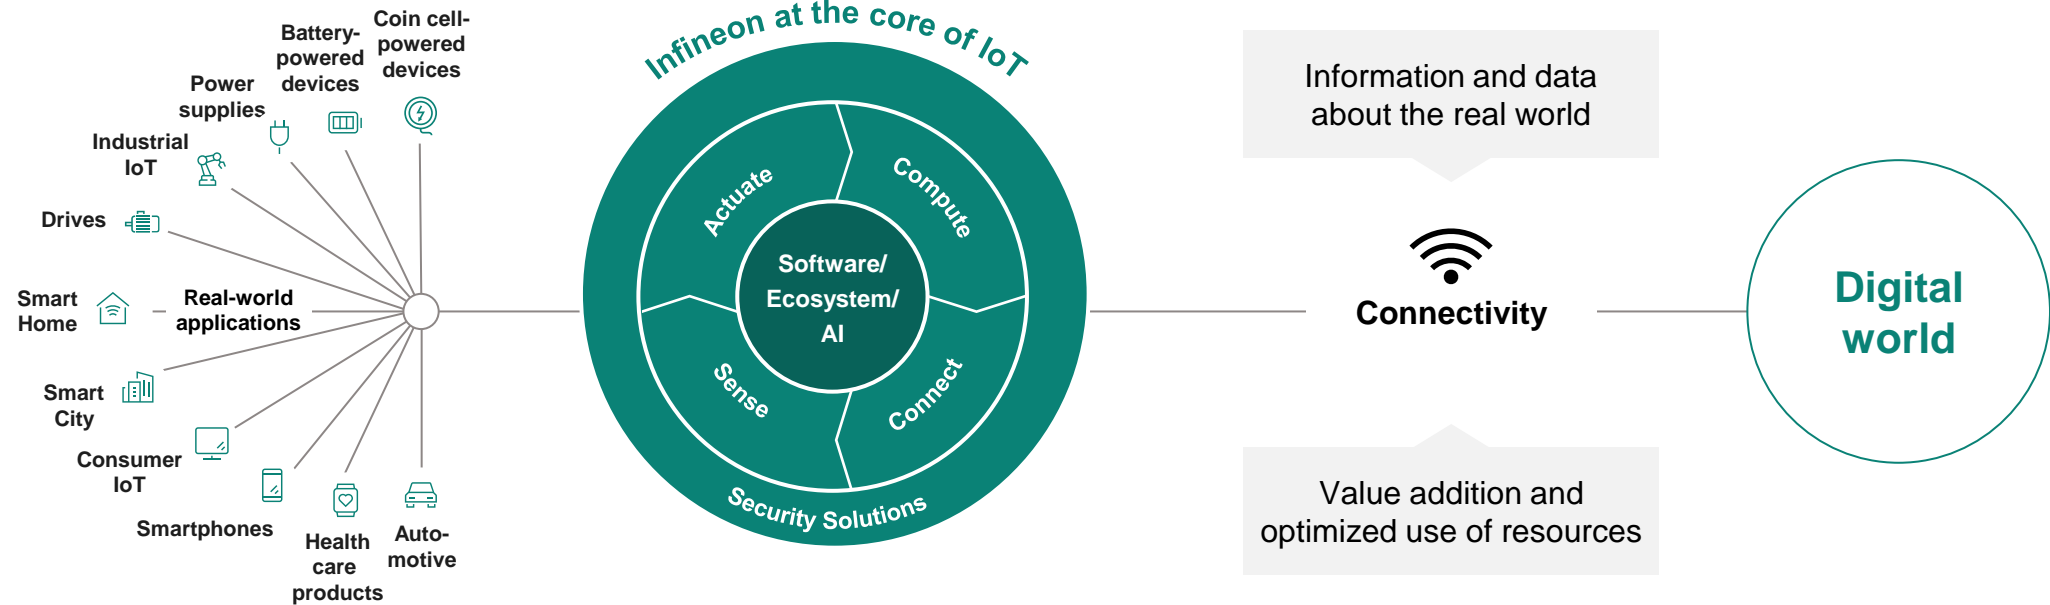 Coin cell-
powered
devices
Battery-
powered
devices
Power
supplies
Industrial
IoT
Drives
Smart
Home
Real-world
applications
Smart
City
Consumer
IoT
Smartphones
Health
care
products
Auto-
motive
Infineon at the core of IoT
Actuate
Compute
Software/
Ecosystem/
AI
Sense
Connect
Security Solutions
Information and data
about the real world
Connectivity
Value addition and
optimized use of resources
Digital
world